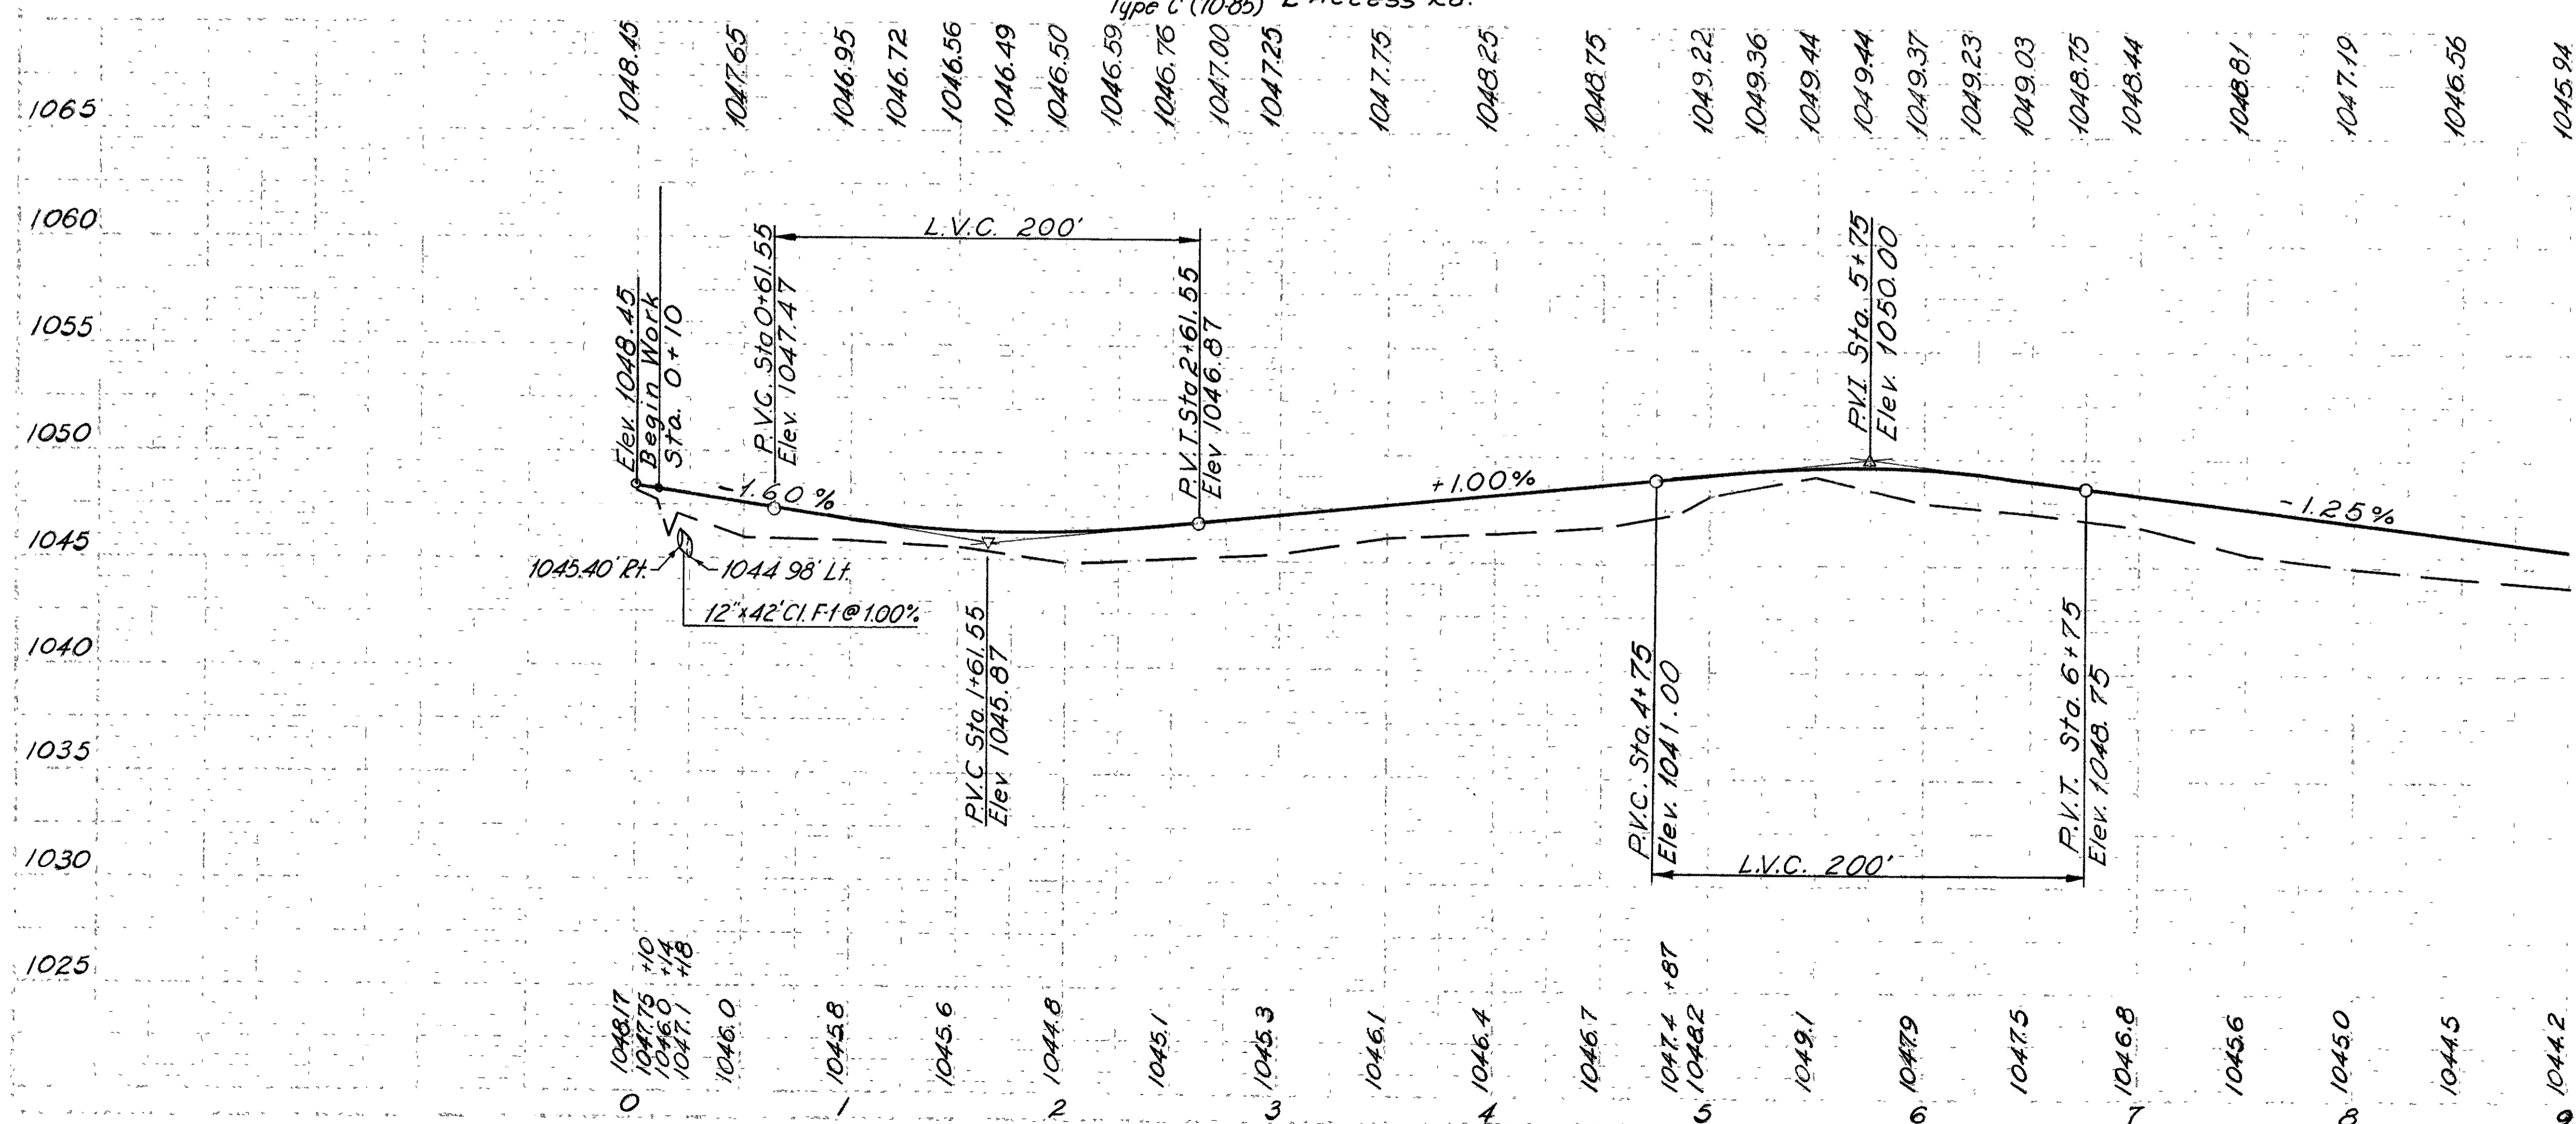 Type C (10-85) L Access Rd.
1048.45 1047.65 1046.95 1046.72 1046.56 1046.49 1046.50 1046.59 1046.76 1047.00 1047.25 1047.75 1048.25 1048.75 1049.22 1049.36 1049.44 1049.44 1049.37 1049.23 1049.03 1048.75 1048.44 1048.81 1047.19 1046.56 1045.94
1065
1060
1055
1050
1045
1040
1035
1030
1025
Elev. 1048.45
Begin Work
Sta. 0+10
P.V.C. Sta 0+61.55
Elev. 1047.47
L.V.C. 200'
P.V.T. Sta 2+61.55
Elev 1046.87
-1.60%
1045.40' Rt.
1044.98' Lt.
12"x42' Cl. F-1 @ 1.00%
P.V.C Sta. 1+61.55
Elev 1045.87
+1.00%
P.V.I. Sta. 5+75
Elev. 1050.00
-1.25%
P.V.C. Sta. 4+75
Elev. 1041.00
L.V.C. 200'
P.V.T. Sta. 6+75
Elev. 1048.75
+10 +14 +18 +87
1048.17 1047.75 1046.0 1047.1 1046.0 1045.8 1045.6 1044.8 1045.1 1045.3 1046.1 1046.4 1046.7 1047.4 1048.2 1049.1 1047.9 1047.5 1046.8 1045.6 1045.0 1044.5 1044.2
0 1 2 3 4 5 6 7 8 9